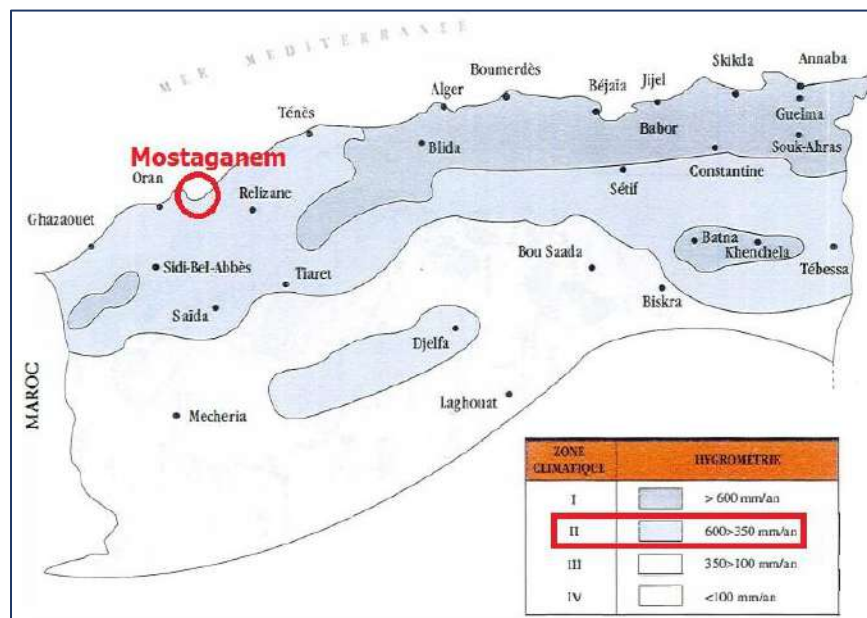 MER MEDITERRANEE
Skikda
Annaba
Boumerdès
Béjaïa
Jijel
Alger
Ténès
Guelma
Babor
Blida
Souk-Ahras
Mostaganem
Constantine
Oran
Relizane
Sétif
Ghazaouet
Batna
Bou Saada
Khenchela
Sidi-Bel-Abbès
Tiaret
Tébessa
Biskra
Saïda
Djelfa
MAROC
Laghouat
Mecheria
ZONE CLIMATIQUE
HYGROMÉTRIE
I > 600 mm/an
II 600>350 mm/an
III 350>100 mm/an
IV <100 mm/an